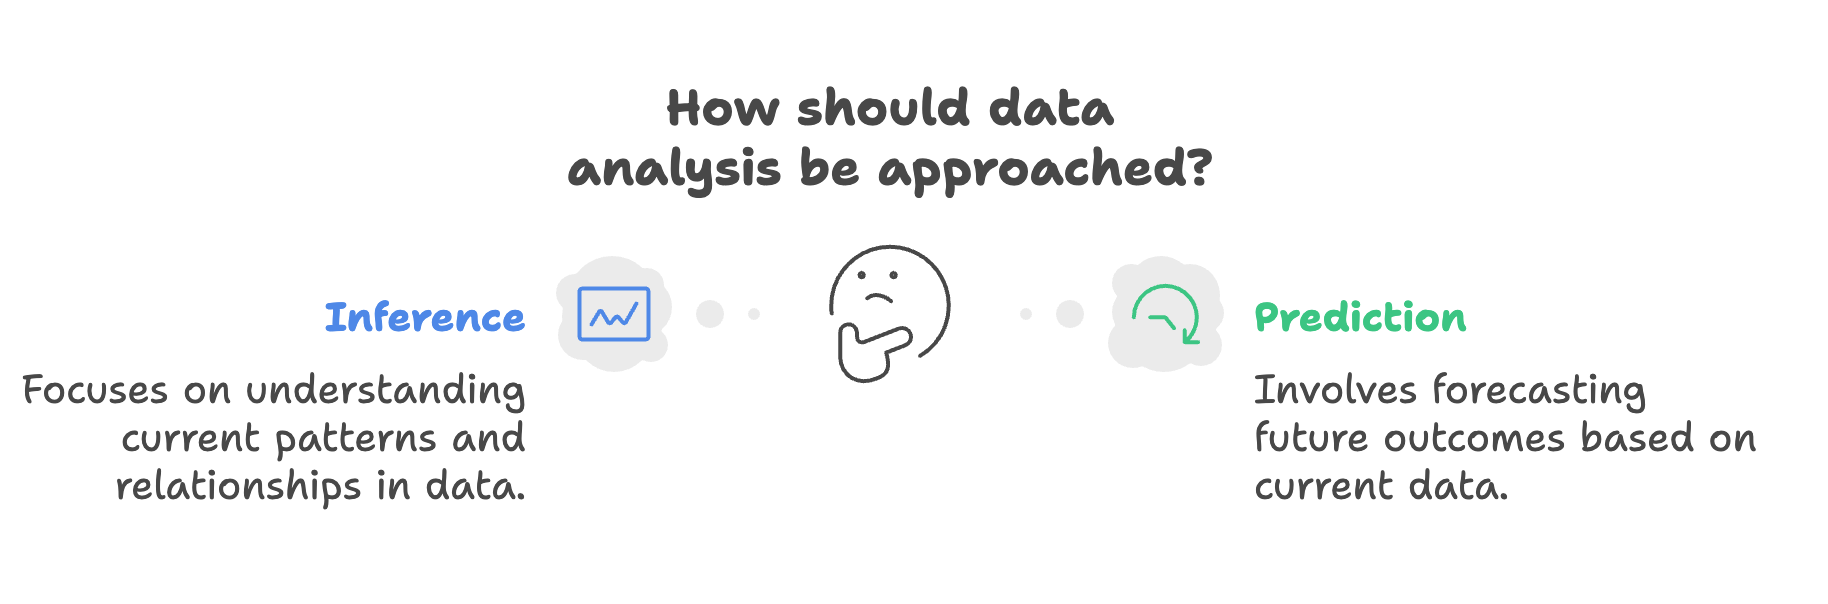 How should data
analysis be approached?
Inference
Focuses on understanding
current patterns and
relationships in data.
Prediction
Involves forecasting
future outcomes based on
current data.